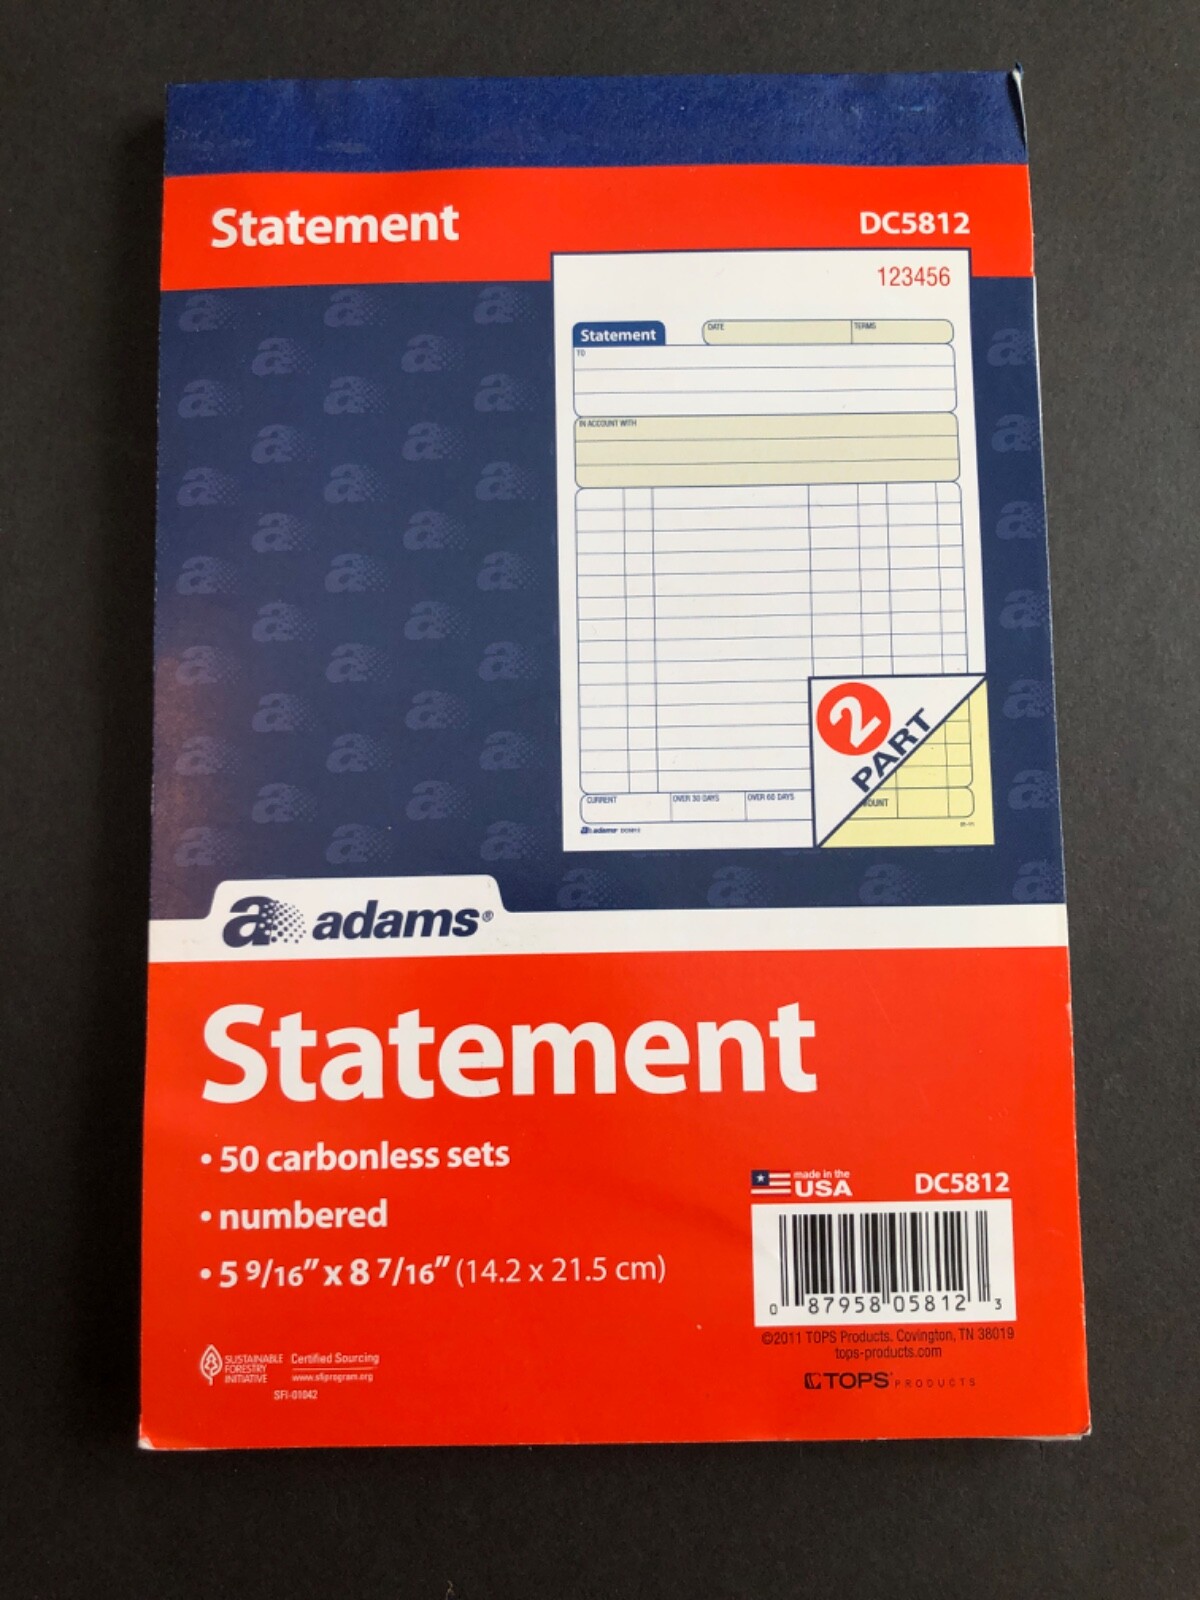 Statement DC5812
123456
Statement DATE TERMS
TO
IN ACCOUNT WITH
2 PART
CURRENT OVER 30 DAYS OVER 60 DAYS
adams DC5812
a adams®
Statement
• 50 carbonless sets
• numbered
• 5 9/16" x 8 7/16" (14.2 x 21.5 cm)
made in the
USA DC5812
0 87958 05812 3
©2011 TOPS Products, Covington, TN 38019
tops-products.com
TOPS PRODUCTS
SUSTAINABLE
FORESTRY
INITIATIVE
Certified Sourcing
www.sfiprogram.org
SFI-01042